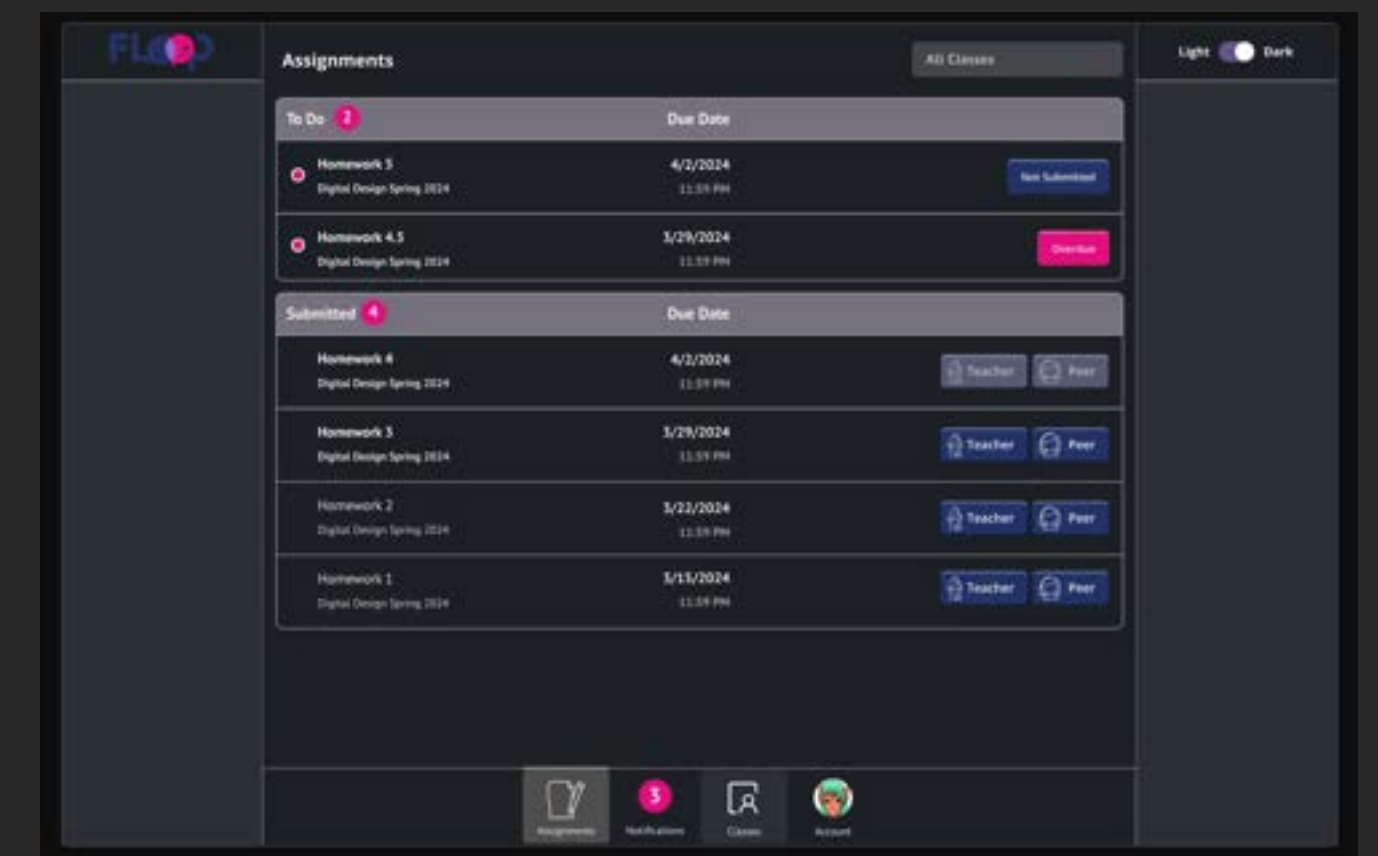 FLOOP
Assignments
All Classes
Light Dark
To Do 2 Due Date
Homework 5 4/2/2024
Digital Design Spring 2024 11:59 PM
Not Submitted
Homework 4.5 3/29/2024
Digital Design Spring 2024 11:59 PM
Overdue
Submitted 4 Due Date
Homework 4 4/2/2024
Digital Design Spring 2024 11:59 PM
Teacher Peer
Homework 3 3/29/2024
Digital Design Spring 2024 11:59 PM
Teacher Peer
Homework 2 3/22/2024
Digital Design Spring 2024 11:59 PM
Teacher Peer
Homework 1 3/15/2024
Digital Design Spring 2024 11:59 PM
Teacher Peer
3
Assignments Notifications Classes Account